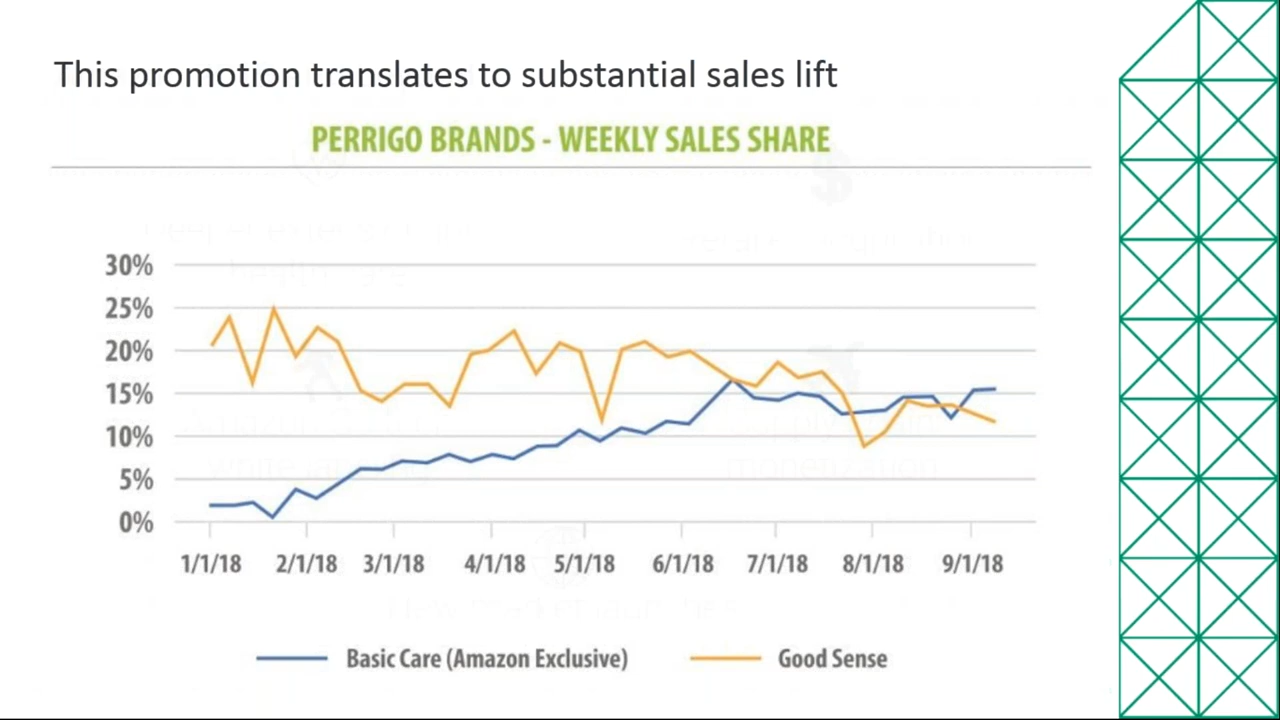 This promotion translates to substantial sales lift
PERRIGO BRANDS - WEEKLY SALES SHARE
30%
25%
20%
15%
10%
5%
0%
1/1/18 2/1/18 3/1/18 4/1/18 5/1/18 6/1/18 7/1/18 8/1/18 9/1/18
Basic Care (Amazon Exclusive) Good Sense